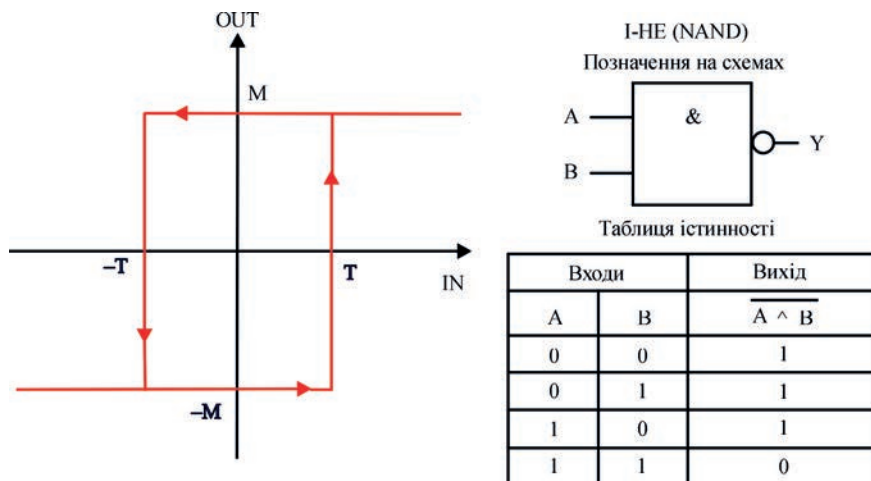 OUT
M
–T
T
IN
–M
І-НЕ (NAND)
Позначення на схемах
&
A
Y
B
Таблиця істинності
Входи Вихід
A B A ^ B
0 0 1
0 1 1
1 0 1
1 1 0